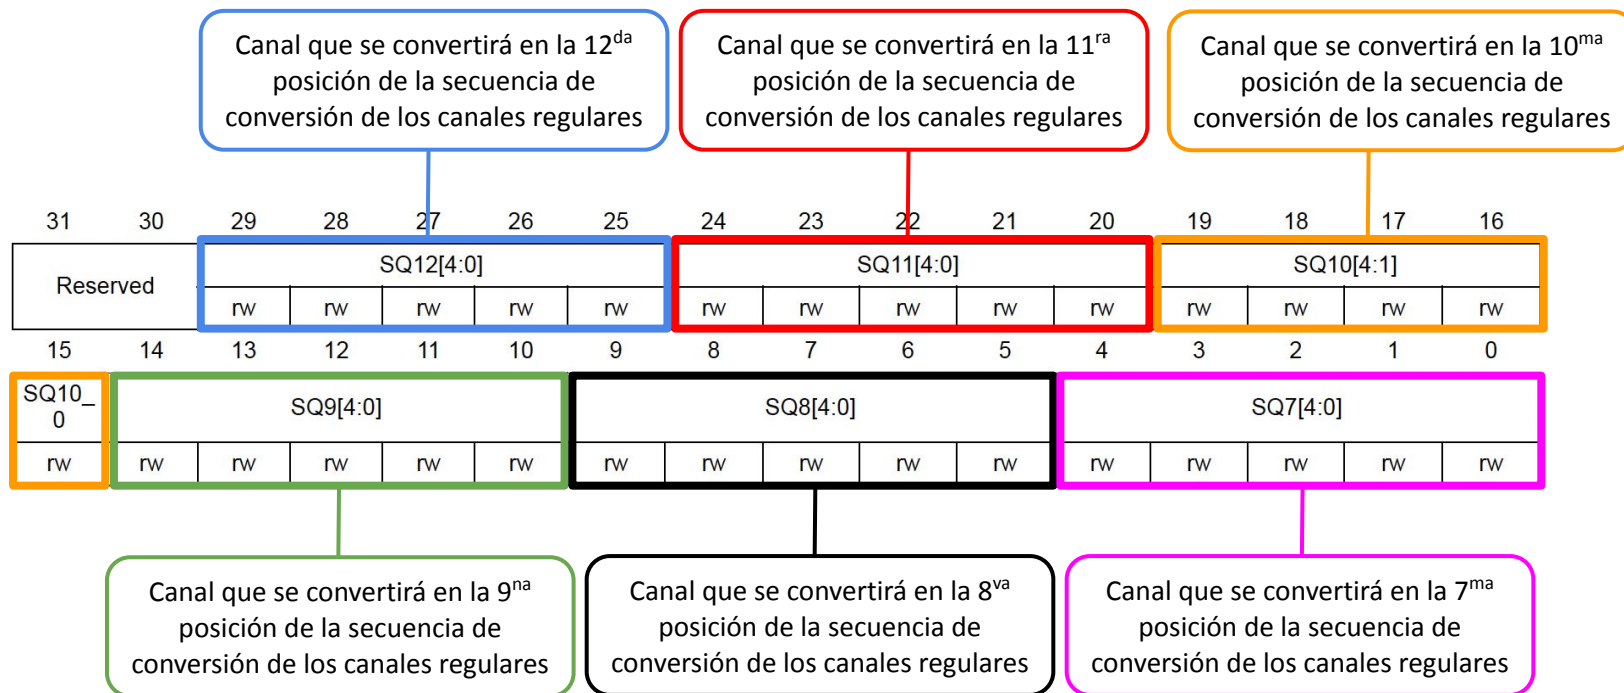 Canal que se convertirá en la 12da
posición de la secuencia de
conversión de los canales regulares
Canal que se convertirá en la 11ra
posición de la secuencia de
conversión de los canales regulares
Canal que se convertirá en la 10ma
posición de la secuencia de
conversión de los canales regulares
31 30 29 28 27 26 25 24 23 22 21 20 19 18 17 16
Reserved SQ12[4:0] SQ11[4:0] SQ10[4:1]
rw rw rw rw rw rw rw rw rw rw rw rw rw rw
15 14 13 12 11 10 9 8 7 6 5 4 3 2 1 0
SQ10_
0 SQ9[4:0] SQ8[4:0] SQ7[4:0]
rw rw rw rw rw rw rw rw rw rw rw rw rw rw rw rw
Canal que se convertirá en la 9na
posición de la secuencia de
conversión de los canales regulares
Canal que se convertirá en la 8va
posición de la secuencia de
conversión de los canales regulares
Canal que se convertirá en la 7ma
posición de la secuencia de
conversión de los canales regulares